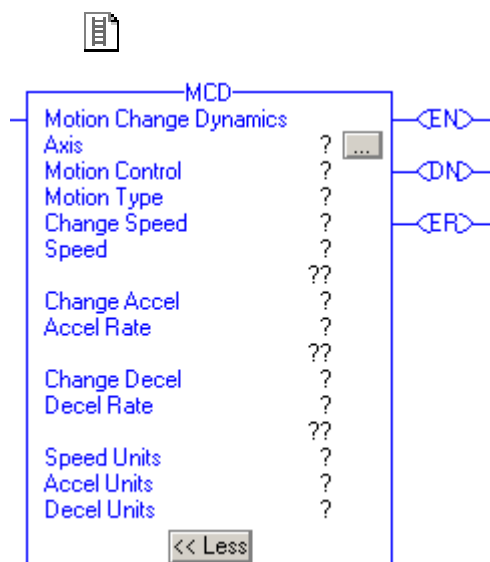 MCD
Motion Change Dynamics EN
Axis ? ...
Motion Control ? DN
Motion Type ?
Change Speed ? ER
Speed ?
??
Change Accel ?
Accel Rate ?
??
Change Decel ?
Decel Rate ?
??
Speed Units ?
Accel Units ?
Decel Units ?
<< Less